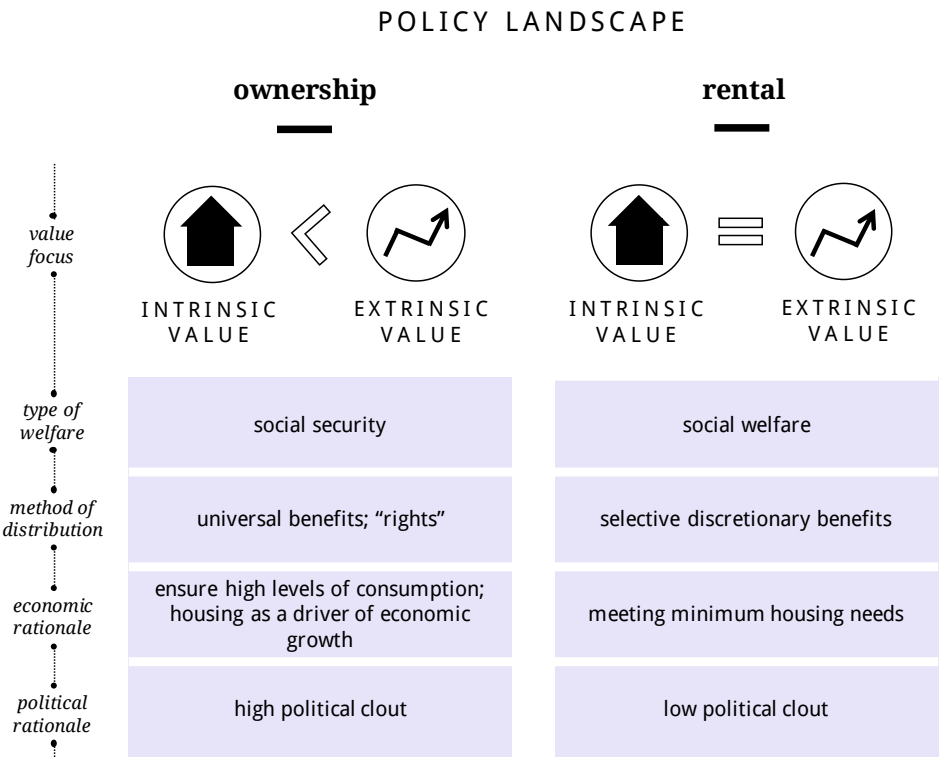 POLICY LANDSCAPE
ownership
rental
value
focus
INTRINSIC
VALUE
EXTRINSIC
VALUE
INTRINSIC
VALUE
EXTRINSIC
VALUE
type of
welfare
social security
social welfare
method of
distribution
universal benefits; “rights”
selective discretionary benefits
economic
rationale
ensure high levels of consumption;
housing as a driver of economic
growth
meeting minimum housing needs
political
rationale
high political clout
low political clout